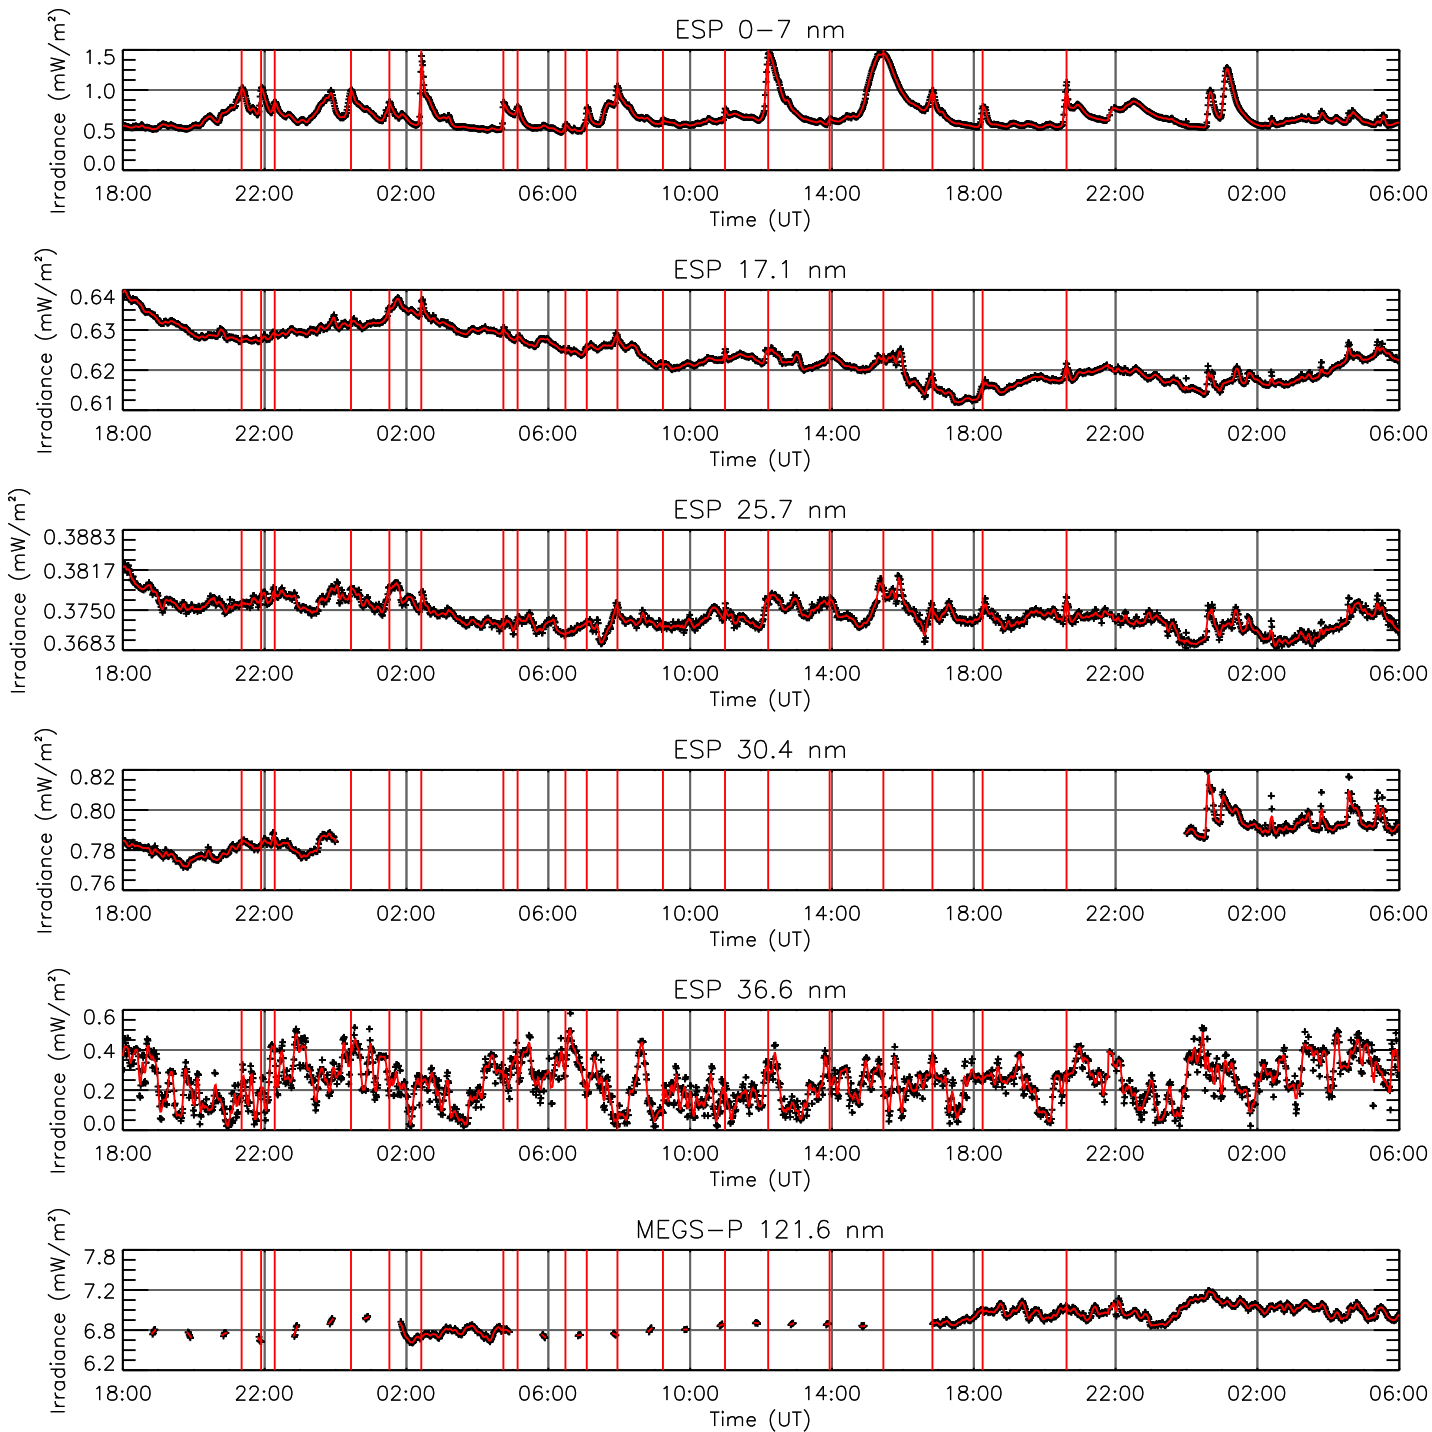 ESP 0−7 nm
Irradiance (mW/m²)
1.5
1.0
0.5
0.0
18:00 22:00 02:00 06:00 10:00 14:00 18:00 22:00 02:00 06:00
Time (UT)
ESP 17.1 nm
Irradiance (mW/m²)
0.64
0.63
0.62
0.61
18:00 22:00 02:00 06:00 10:00 14:00 18:00 22:00 02:00 06:00
Time (UT)
ESP 25.7 nm
Irradiance (mW/m²)
0.3883
0.3817
0.3750
0.3683
18:00 22:00 02:00 06:00 10:00 14:00 18:00 22:00 02:00 06:00
Time (UT)
ESP 30.4 nm
Irradiance (mW/m²)
0.82
0.80
0.78
0.76
18:00 22:00 02:00 06:00 10:00 14:00 18:00 22:00 02:00 06:00
Time (UT)
ESP 36.6 nm
Irradiance (mW/m²)
0.6
0.4
0.2
0.0
18:00 22:00 02:00 06:00 10:00 14:00 18:00 22:00 02:00 06:00
Time (UT)
MEGS−P 121.6 nm
Irradiance (mW/m²)
7.8
7.2
6.8
6.2
18:00 22:00 02:00 06:00 10:00 14:00 18:00 22:00 02:00 06:00
Time (UT)